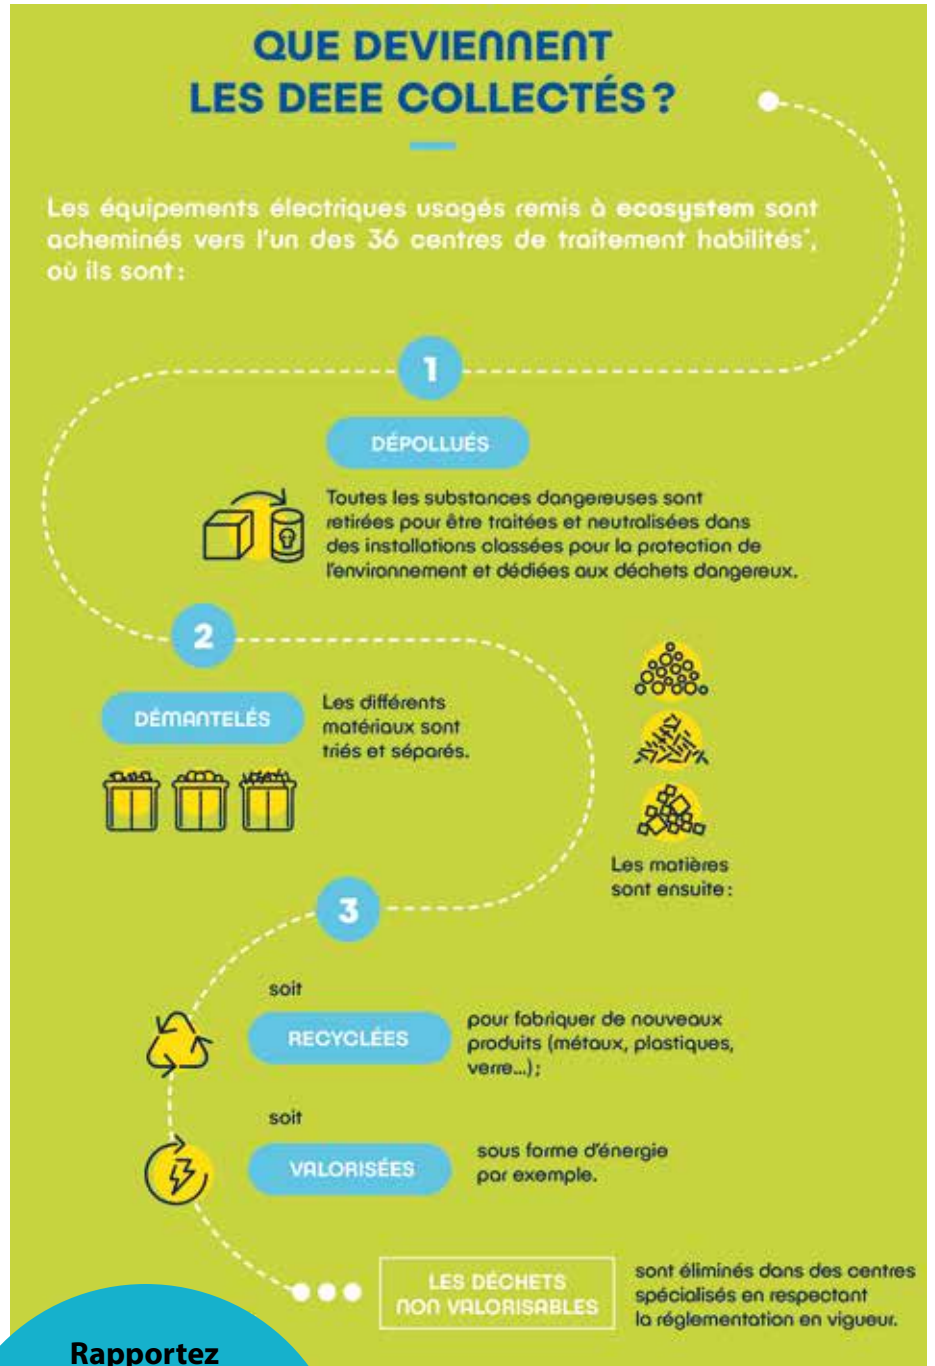 QUE DEVIENNENT
LES DEEE COLLECTÉS ?
Les équipements électriques usagés remis à ecosystem sont
acheminés vers l'un des 36 centres de traitement habilités*,
où ils sont :
1
DÉPOLLUÉS
Toutes les substances dangereuses sont
retirées pour être traitées et neutralisées dans
des installations classées pour la protection de
l'environnement et dédiées aux déchets dangereux.
2
DÉMANTELÉS
Les différents
matériaux sont
triés et séparés.
Les matières
sont ensuite :
3
soit
RECYCLÉES
pour fabriquer de nouveaux
produits (métaux, plastiques,
verre...) ;
soit
VALORISÉES
sous forme d'énergie
par exemple.
LES DÉCHETS
NON VALORISABLES
sont éliminés dans des centres
spécialisés en respectant
la réglementation en vigueur.
Rapportez